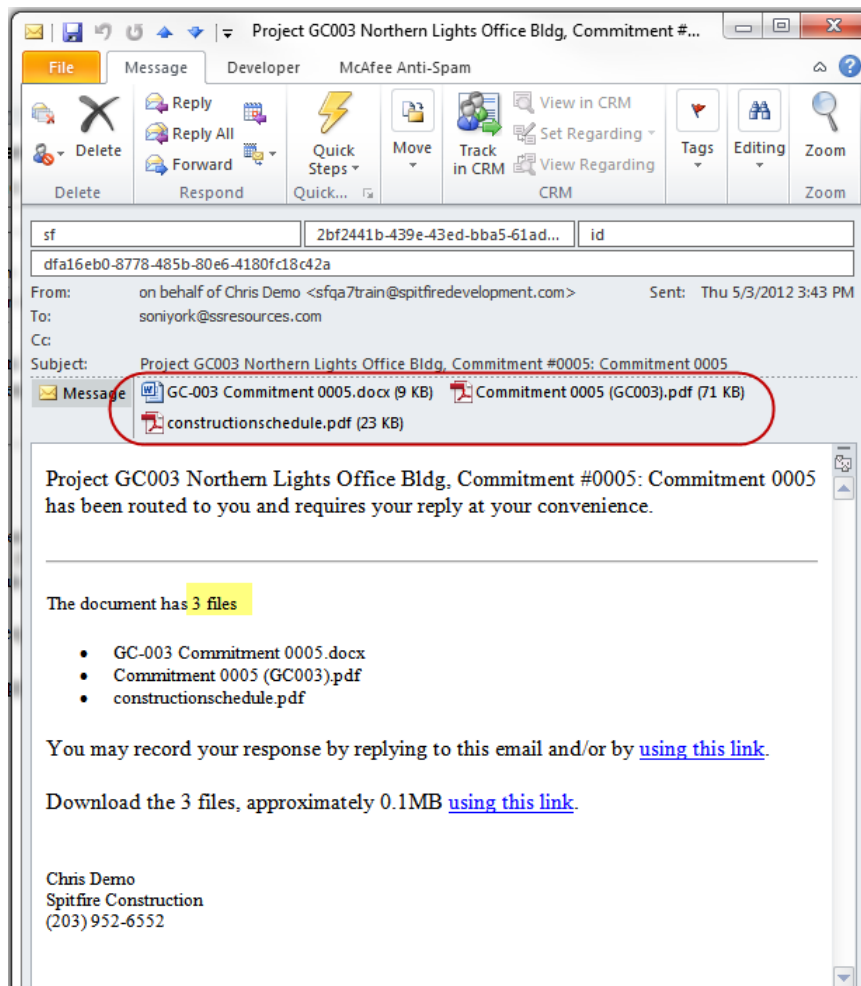 Project GC003 Northern Lights Office Bldg, Commitment #...
File Message Developer McAfee Anti-Spam
Reply View in CRM
Reply All Set Regarding
Delete Forward Quick Steps Move Track in CRM View Regarding Tags Editing Zoom
Delete Respond Quick... CRM Zoom
sf 2bf2441b-439e-43ed-bba5-61ad... id
dfa16eb0-8778-485b-80e6-4180fc18c42a
From: on behalf of Chris Demo <sfqa7train@spitfiredevelopment.com> Sent: Thu 5/3/2012 3:43 PM
To: soniyork@ssresources.com
Cc:
Subject: Project GC003 Northern Lights Office Bldg, Commitment #0005: Commitment 0005
Message GC-003 Commitment 0005.docx (9 KB) Commitment 0005 (GC003).pdf (71 KB)
constructionschedule.pdf (23 KB)
Project GC003 Northern Lights Office Bldg, Commitment #0005: Commitment 0005
has been routed to you and requires your reply at your convenience.
The document has 3 files
• GC-003 Commitment 0005.docx
• Commitment 0005 (GC003).pdf
• constructionschedule.pdf
You may record your response by replying to this email and/or by using this link.
Download the 3 files, approximately 0.1MB using this link.
Chris Demo
Spitfire Construction
(203) 952-6552